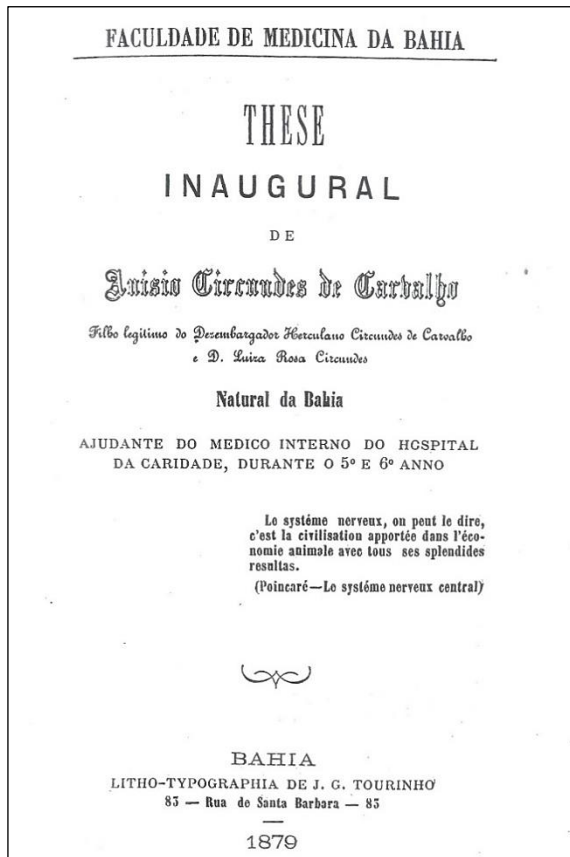 FACULDADE DE MEDICINA DA BAHIA
THESE
INAUGURAL
DE
Anisio Circundes de Carvalho
Filho legitimo do Dezembargador Herculano Circundes de Carvalho
e D. Luiza Rosa Circundes
Natural da Bahia
AJUDANTE DO MEDICO INTERNO DO HOSPITAL
DA CARIDADE, DURANTE O 5º E 6º ANNO
Le systéme nerveux, on peut le dire,
c'est la civilisation apportée dans l'éco-
nomie animale avec tous ses splendides
resultas.
(Poincaré—Le systéme nerveux central)
BAHIA
LITHO-TYPOGRAPHIA DE J. G. TOURINHO
83 — Rua de Santa Barbara — 83
1879